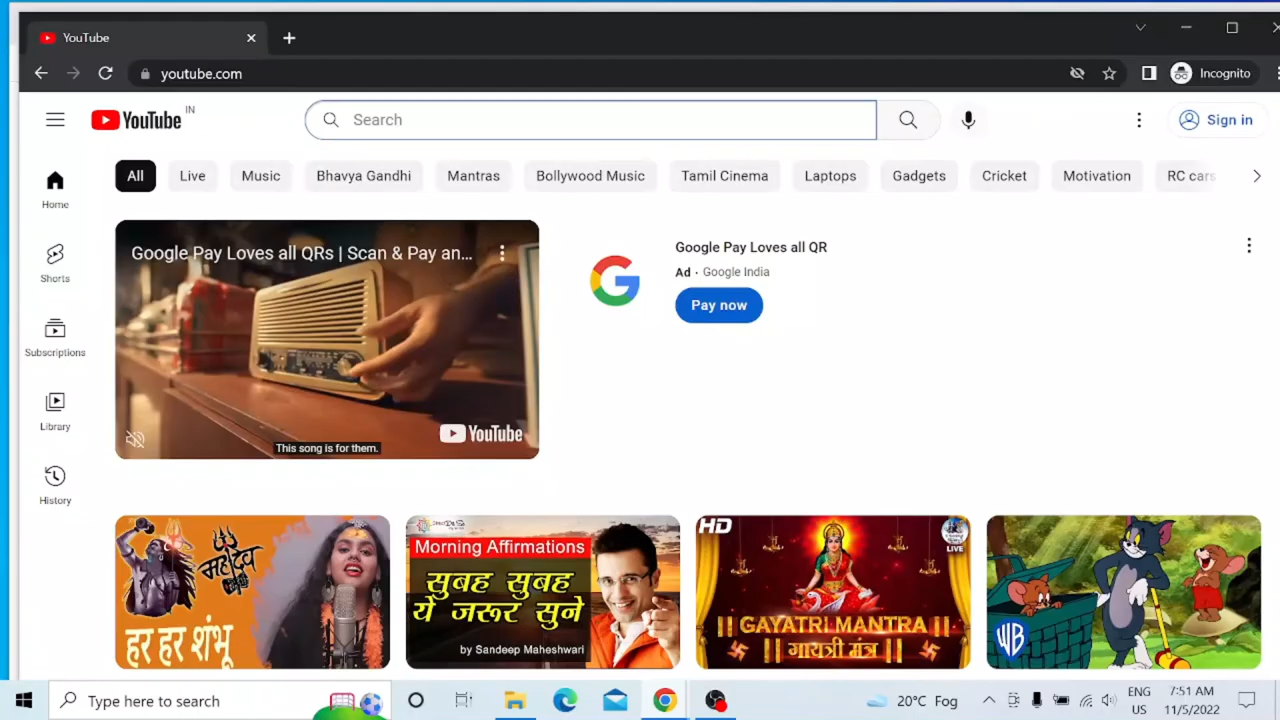 YouTube
youtube.com
Incognito
YouTube IN
Search
Sign in
All
Live
Music
Bhavya Gandhi
Mantras
Bollywood Music
Tamil Cinema
Laptops
Gadgets
Cricket
Motivation
RC cars
Home
Shorts
Subscriptions
Library
History
Google Pay Loves all QRs | Scan & Pay an...
This song is for them.
YouTube
Google Pay Loves all QR
Ad · Google India
Pay now
महादेव
हर हर शंभू
Morning Affirmations
सुबह सुबह
ये जरूर सुने
by Sandeep Maheshwari
HD
LIVE
|| GAYATRI MANTRA ||
|| गायत्री मंत्र ||
WB
Type here to search
20°C Fog
ENG
US
7:51 AM
11/5/2022